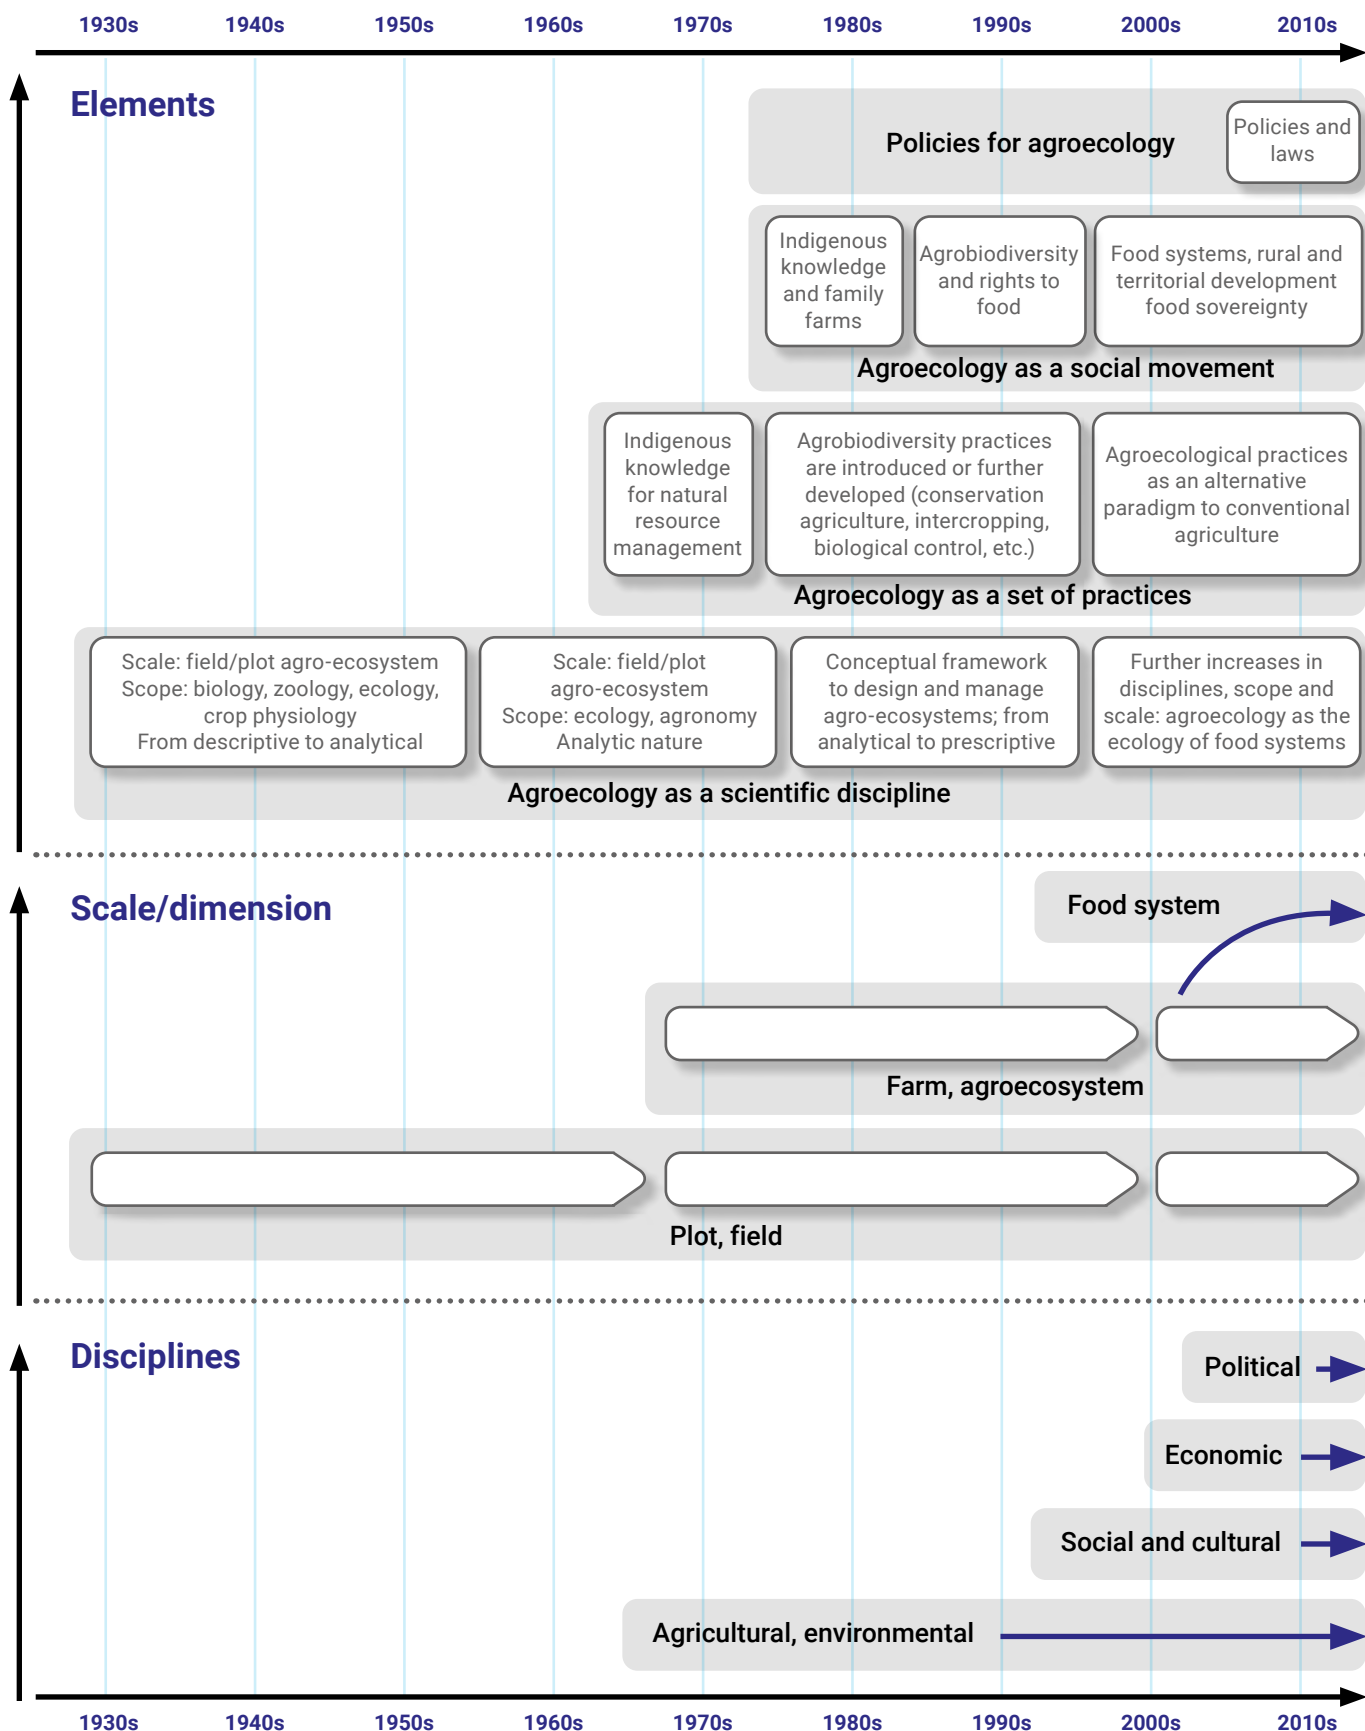 1930s 1940s 1950s 1960s 1970s 1980s 1990s 2000s 2010s
Elements
Policies for agroecology
Policies and
laws
Indigenous
knowledge
and family
farms
Agrobiodiversity
and rights to
food
Food systems, rural and
territorial development
food sovereignty
Agroecology as a social movement
Indigenous
knowledge
for natural
resource
management
Agrobiodiversity practices
are introduced or further
developed (conservation
agriculture, intercropping,
biological control, etc.)
Agroecological practices
as an alternative
paradigm to conventional
agriculture
Agroecology as a set of practices
Scale: field/plot agro-ecosystem
Scope: biology, zoology, ecology,
crop physiology
From descriptive to analytical
Scale: field/plot
agro-ecosystem
Scope: ecology, agronomy
Analytic nature
Conceptual framework
to design and manage
agro-ecosystems; from
analytical to prescriptive
Further increases in
disciplines, scope and
scale: agroecology as the
ecology of food systems
Agroecology as a scientific discipline
Scale/dimension
Food system
Farm, agroecosystem
Plot, field
Disciplines
Political
Economic
Social and cultural
Agricultural, environmental
1930s 1940s 1950s 1960s 1970s 1980s 1990s 2000s 2010s